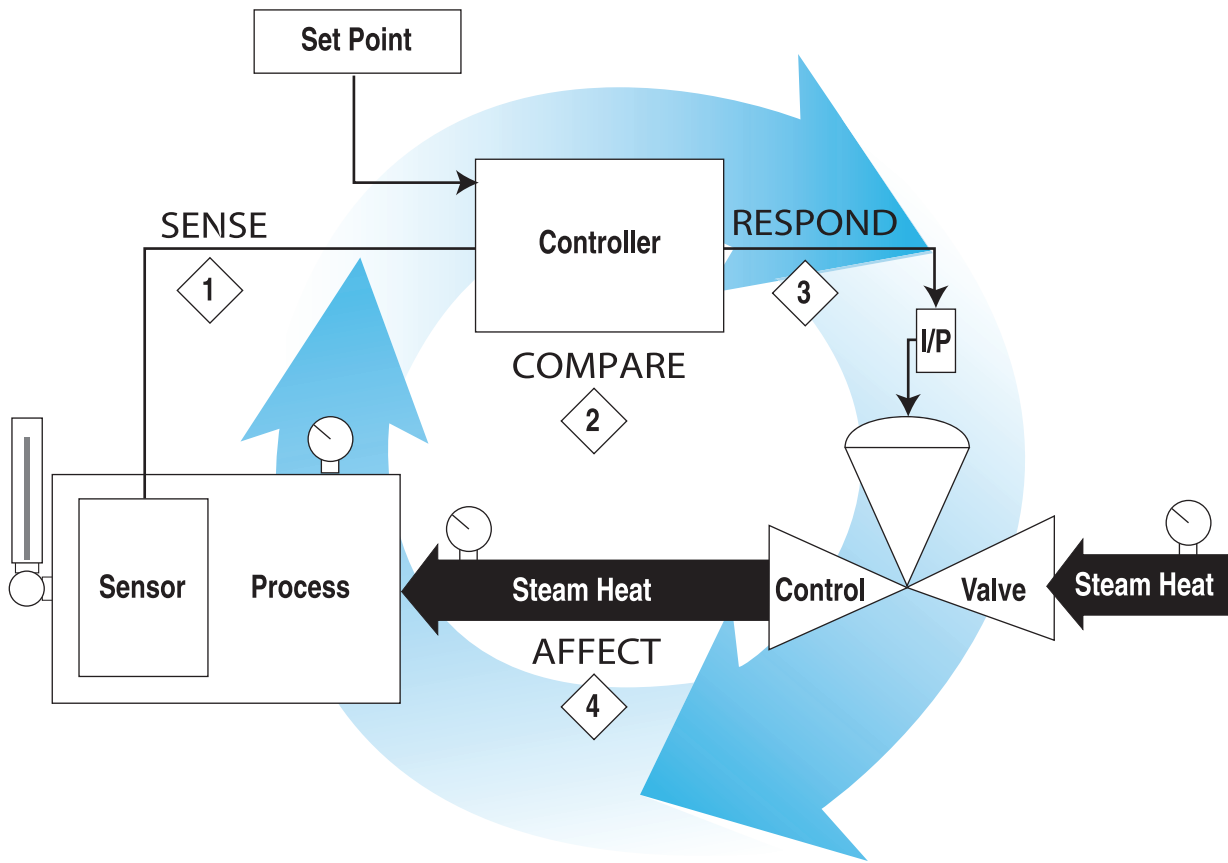 Set Point
SENSE
1
Controller
RESPOND
3
I/P
COMPARE
2
Sensor
Process
Steam Heat
Control
Valve
Steam Heat
AFFECT
4